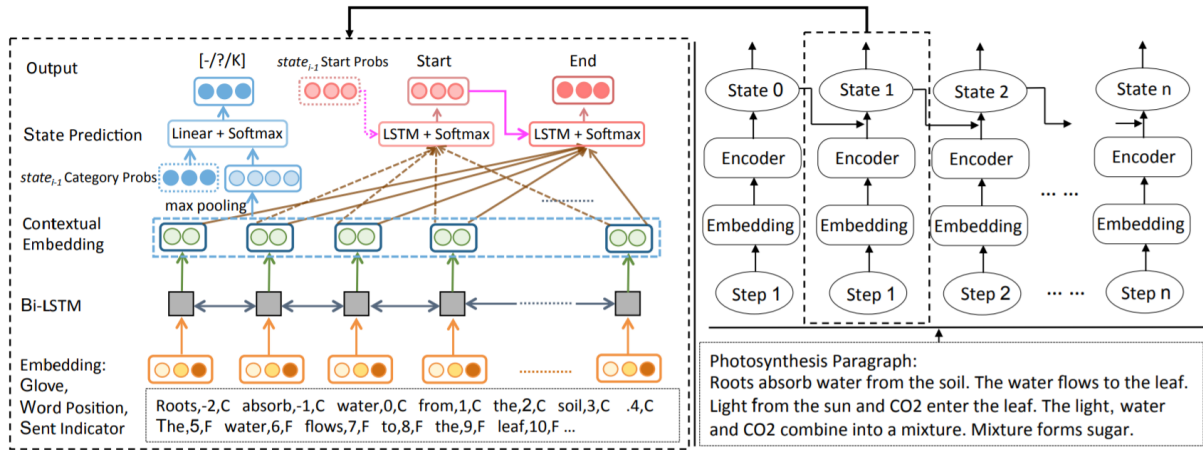 Output
[-/?/K]
state i-1 Start Probs
Start
End
State Prediction
Linear + Softmax
LSTM + Softmax
LSTM + Softmax
state i-1 Category Probs
max pooling
Contextual
Embedding
Bi-LSTM
Embedding:
Glove,
Word Position,
Sent Indicator
Roots,-2,C absorb,-1,C water,0,C from,1,C the,2,C soil,3,C .4,C
The,5,F water,6,F flows,7,F to,8,F the,9,F leaf,10,F ...
State 0 State 1 State 2 State n
Encoder Encoder Encoder Encoder
... ...
Embedding Embedding Embedding Embedding
Step 1 Step 1 Step 2 ... ... Step n
Photosynthesis Paragraph:
Roots absorb water from the soil. The water flows to the leaf.
Light from the sun and CO2 enter the leaf. The light, water
and CO2 combine into a mixture. Mixture forms sugar.